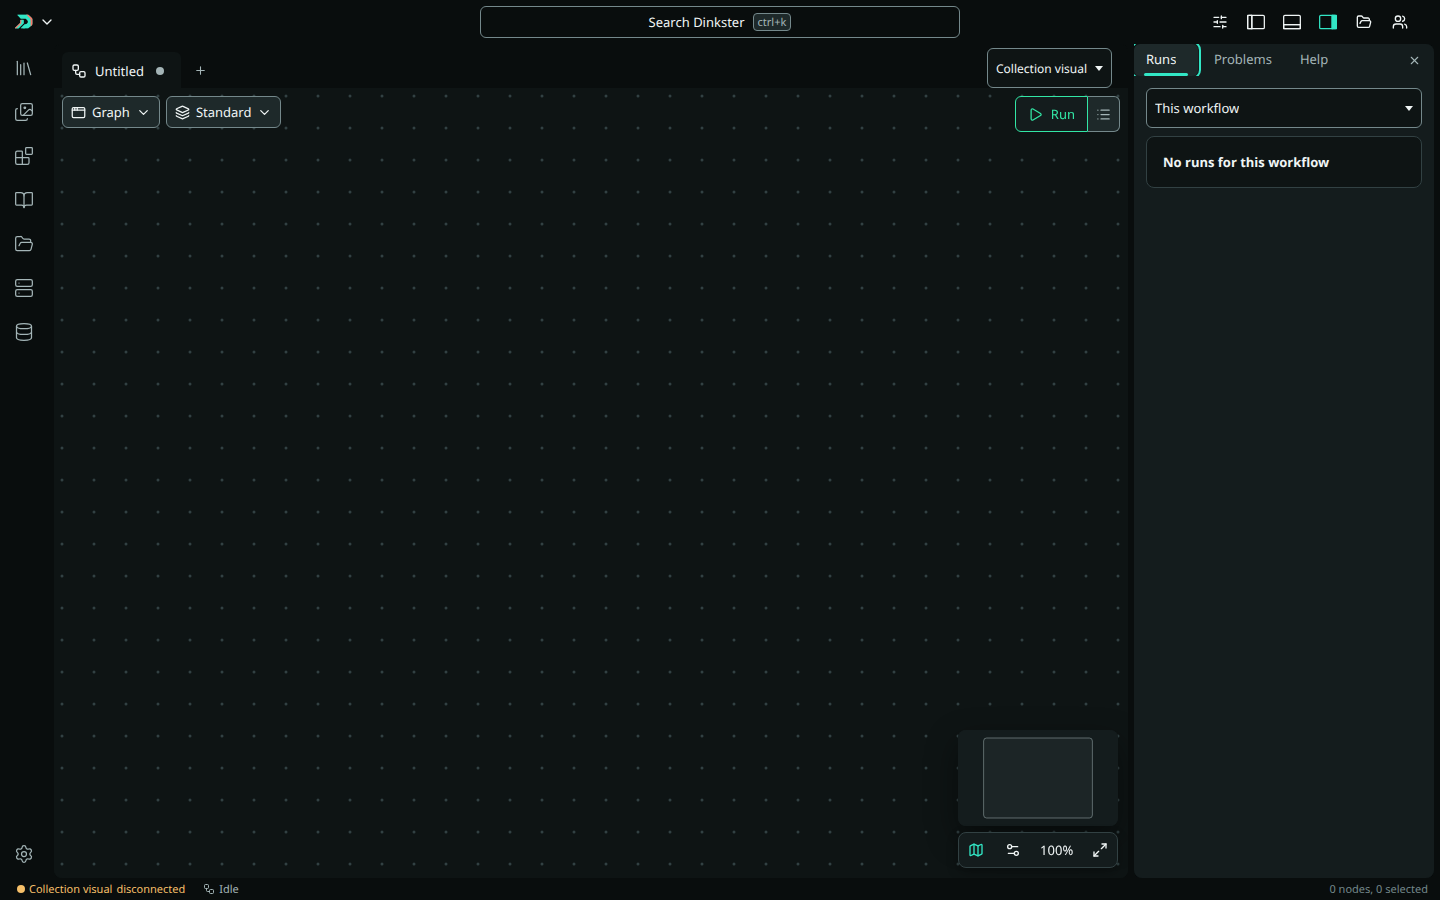 Search Dinkster ctrl+k
Untitled
Collection visual
Graph
Standard
Run
Runs
Problems
Help
This workflow
No runs for this workflow
100%
Collection visual disconnected
Idle
0 nodes, 0 selected